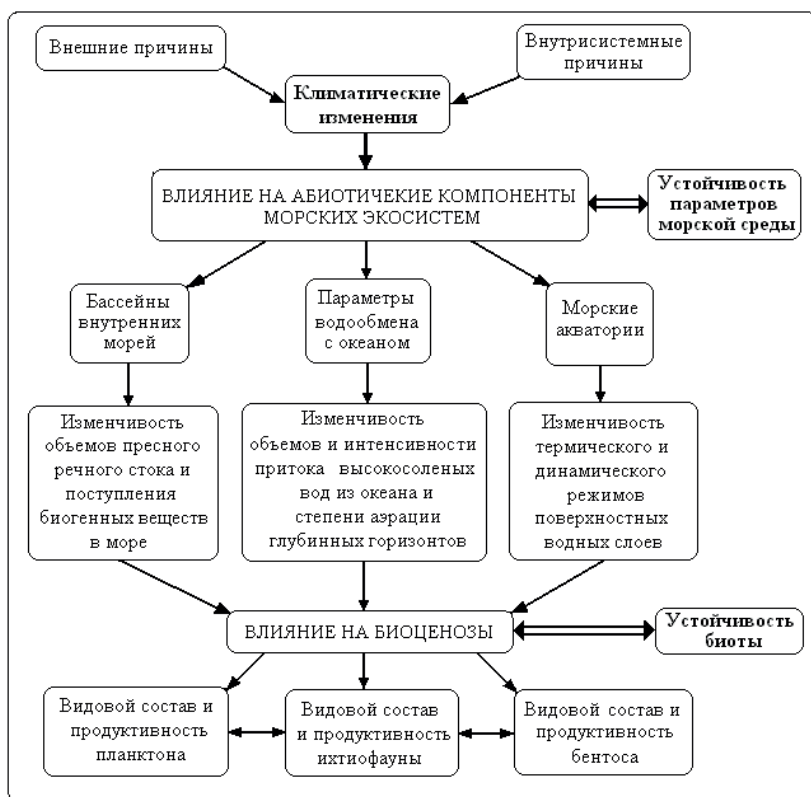 Внешние причины
Внутрисистемные
причины
Климатические
изменения
ВЛИЯНИЕ НА АБИОТИЧЕКИЕ КОМПОНЕНТЫ
МОРСКИХ ЭКОСИСТЕМ
Устойчивость
параметров
морской среды
Бассейны
внутренних
морей
Параметры
водообмена
с океаном
Морские
акватории
Изменчивость
объемов пресного
речного стока и
поступления
биогенных веществ
в море
Изменчивость
объемов и интенсивности
притока высокосоленых
вод из океана и
степени аэрации
глубинных горизонтов
Изменчивость
термического и
динамического
режимов
поверхностных
водных слоев
ВЛИЯНИЕ НА БИОЦЕНОЗЫ
Устойчивость
биоты
Видовой состав и
продуктивность
планктона
Видовой состав
и продуктивность
ихтиофауны
Видовой состав и
продуктивность
бентоса